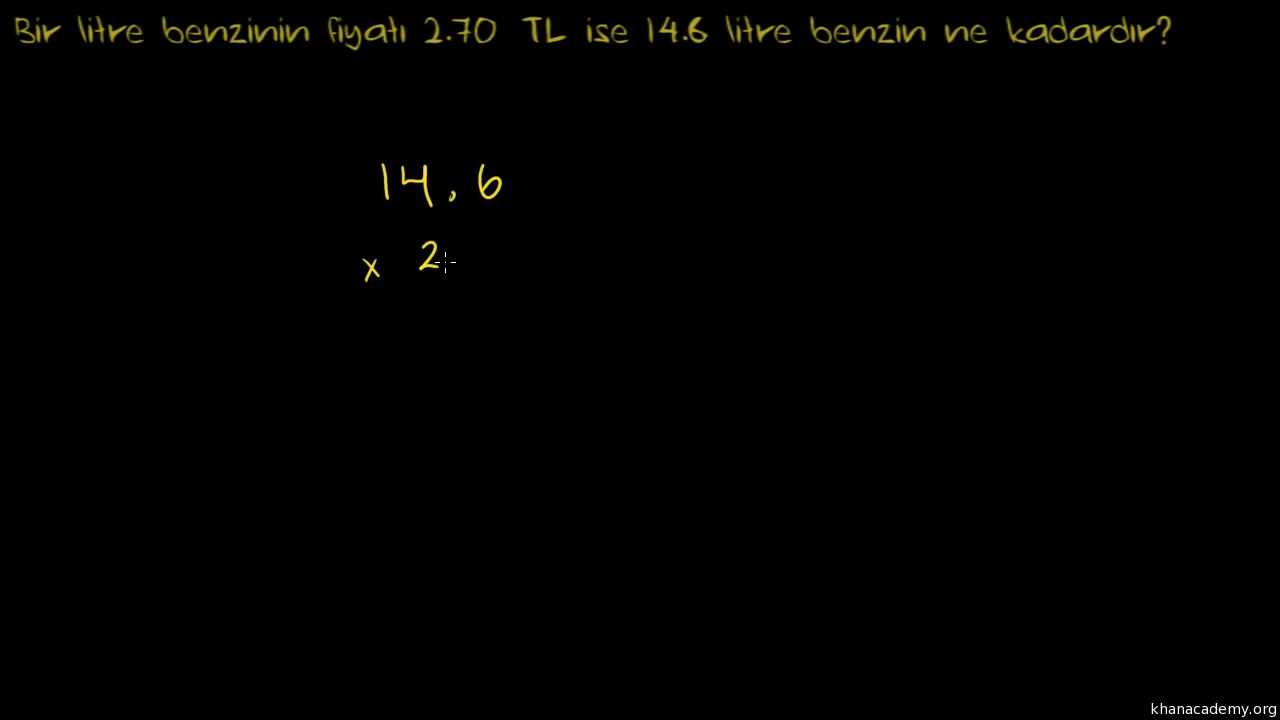 Bir litre benzinin fiyatı 2.70 TL ise 14.6 litre benzin ne kadardır?
14.6
x 2
khanacademy.org